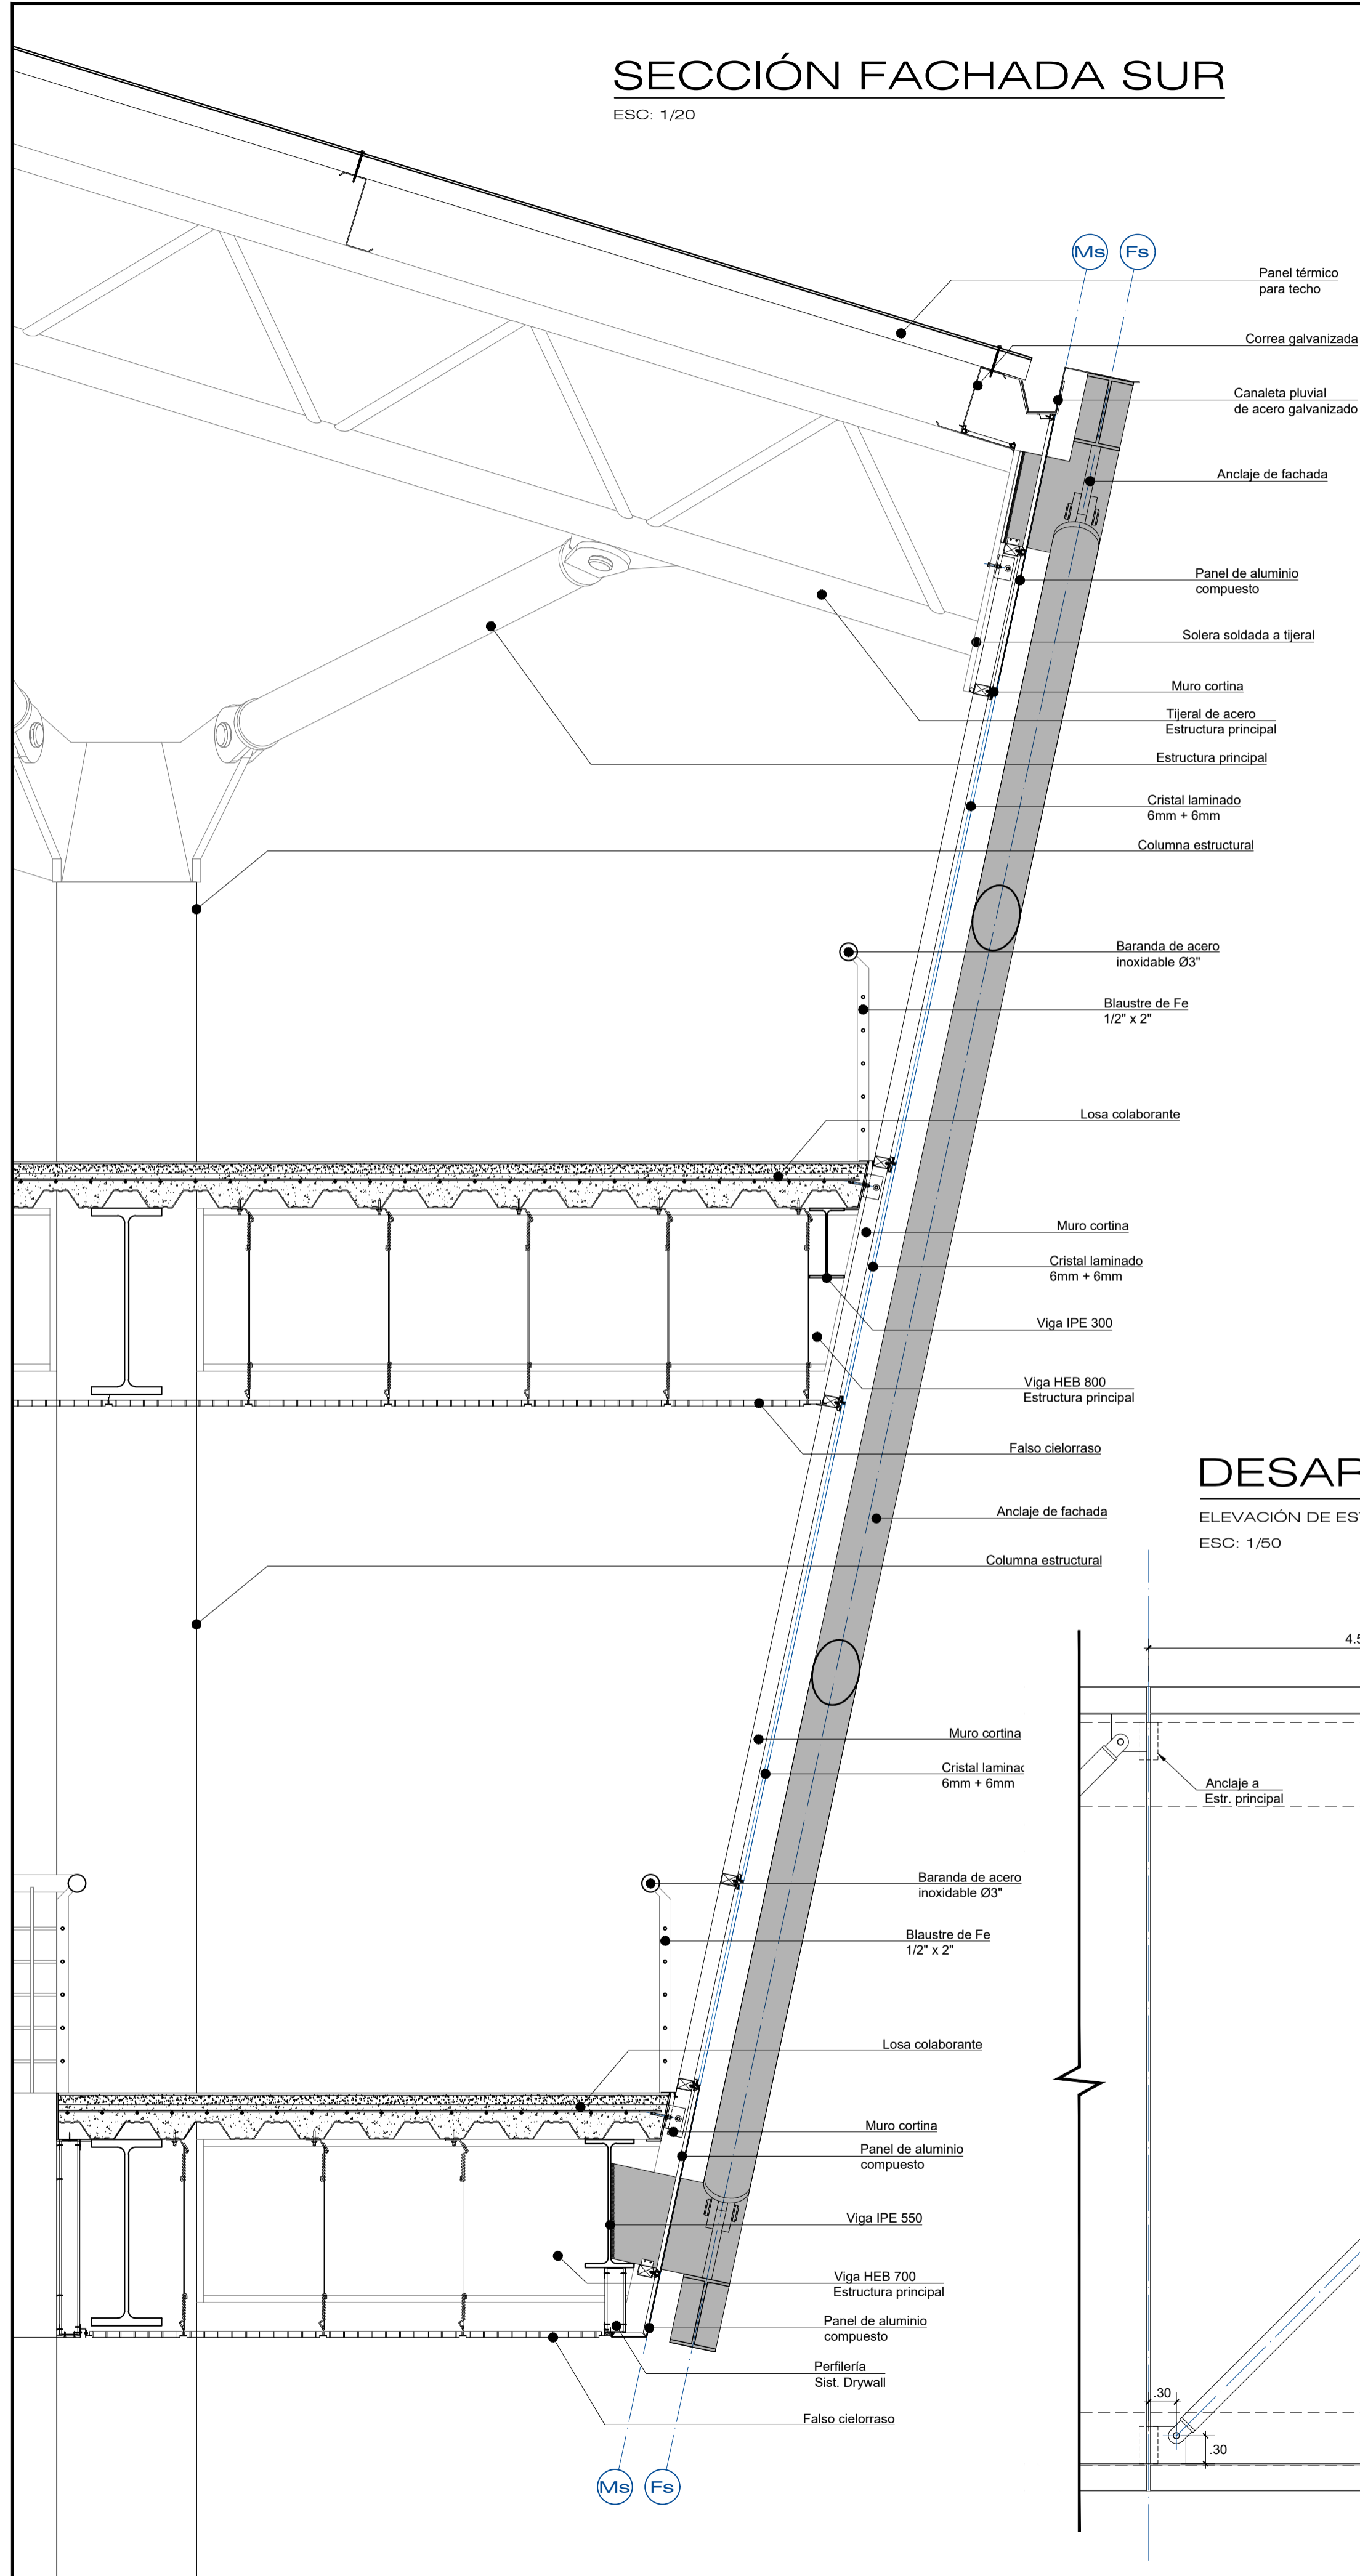 SECCIÓN FACHADA SUR
ESC: 1/20
Ms
Fs
Panel térmico
para techo
Correa galvanizada
Canaleta pluvial
de acero galvanizado
Anclaje de fachada
Panel de aluminio
compuesto
Solera soldada a tijeral
Muro cortina
Tijeral de acero
Estructura principal
Estructura principal
Cristal laminado
6mm + 6mm
Columna estructural
Baranda de acero
inoxidable Ø3"
Blaustre de Fe
1/2" x 2"
Losa colaborante
Muro cortina
Cristal laminado
6mm + 6mm
Viga IPE 300
Viga HEB 800
Estructura principal
Falso cielorraso
Anclaje de fachada
Columna estructural
Muro cortina
Cristal laminac
6mm + 6mm
Baranda de acero
inoxidable Ø3"
Blaustre de Fe
1/2" x 2"
Losa colaborante
Muro cortina
Panel de aluminio
compuesto
Viga IPE 550
Viga HEB 700
Estructura principal
Panel de aluminio
compuesto
Perfilería
Sist. Drywall
Falso cielorraso
Ms
Fs
DESAR
ELEVACIÓN DE ES
ESC: 1/50
4.5
Anclaje a
Estr. principal
.30
.30